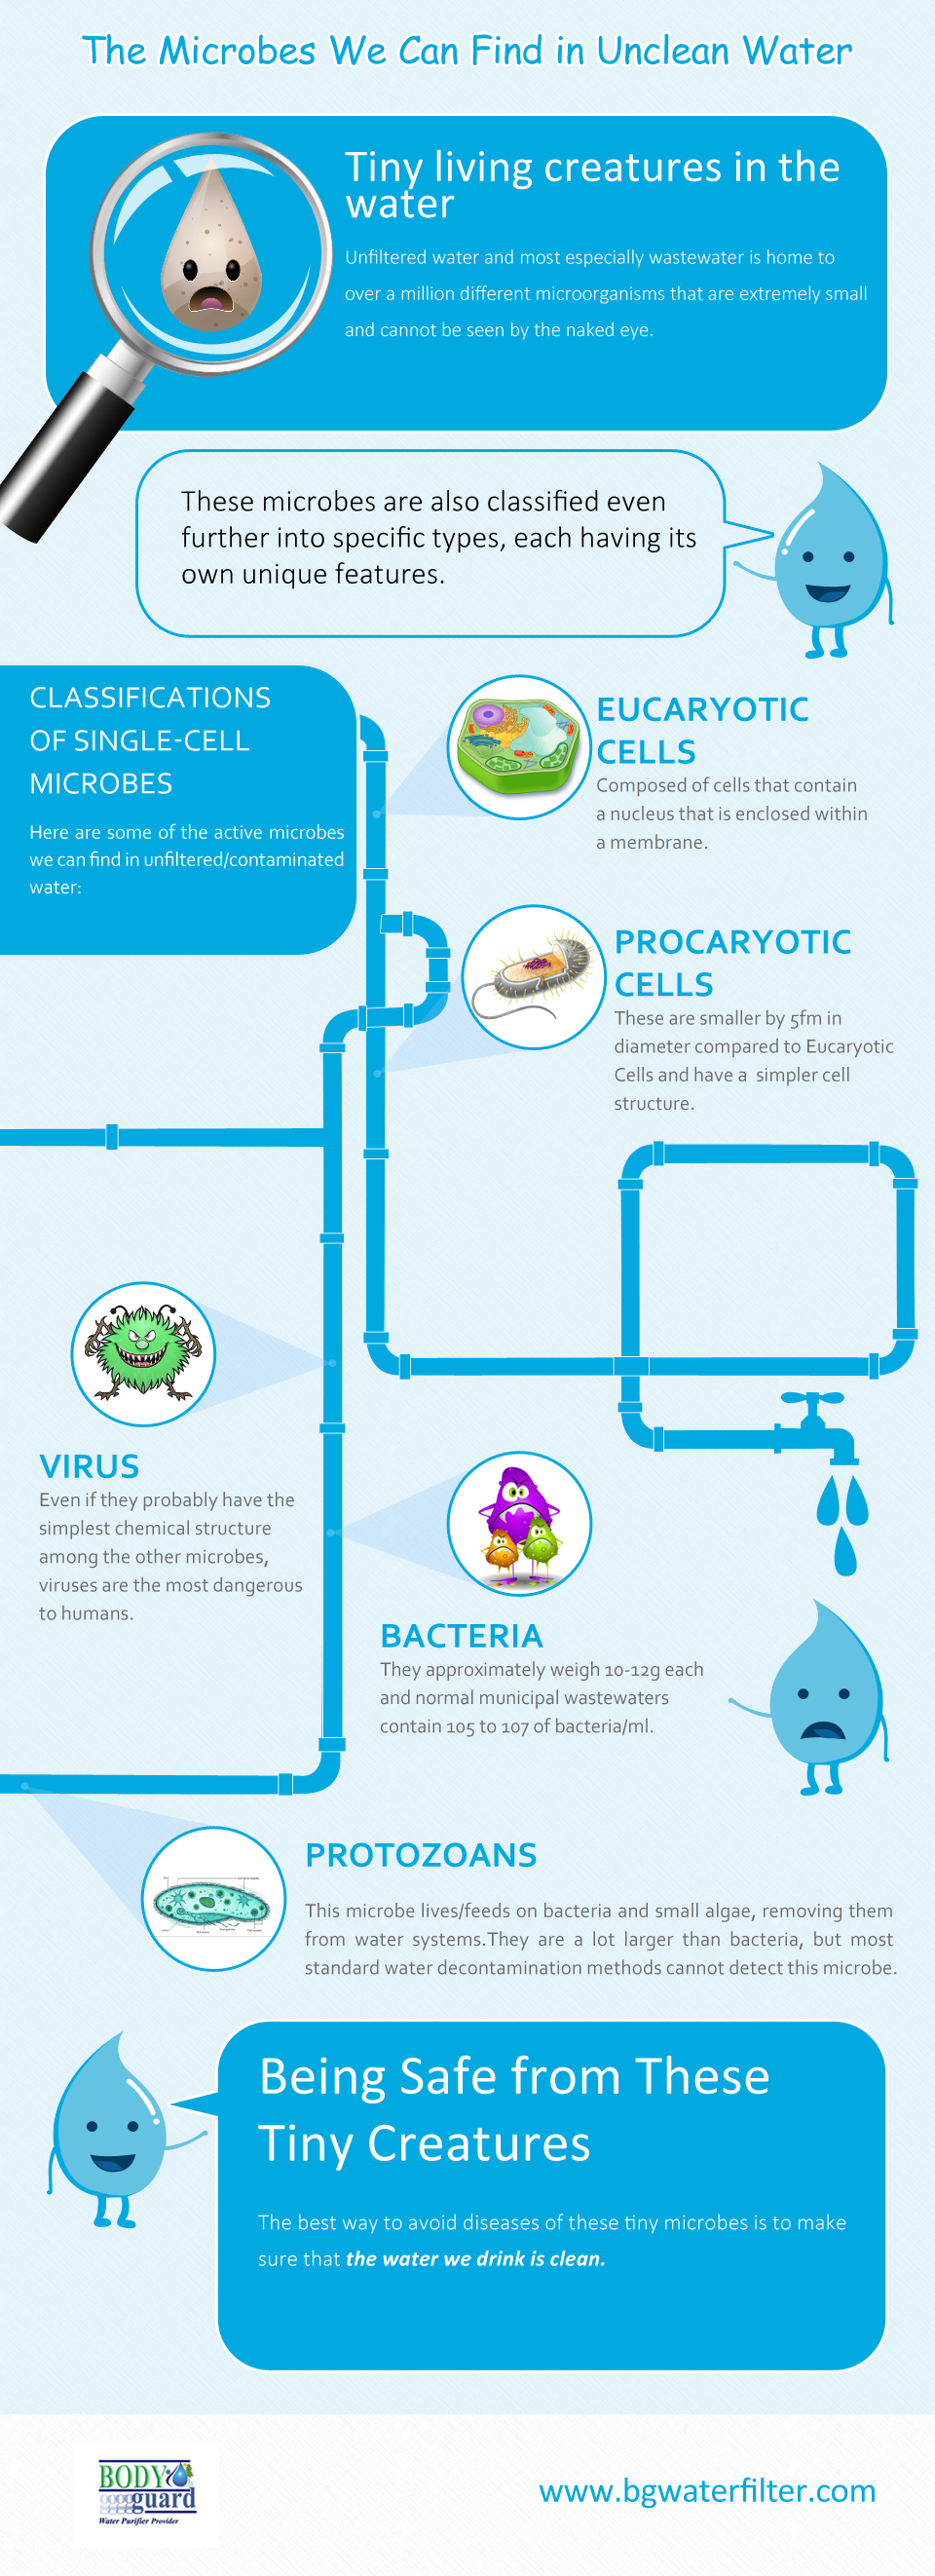 The Microbes We Can Find in Unclean Water
Tiny living creatures in the
water
Unfiltered water and most especially wastewater is home to
over a million different microorganisms that are extremely small
and cannot be seen by the naked eye.
These microbes are also classified even
further into specific types, each having its
own unique features.
CLASSIFICATIONS
OF SINGLE-CELL
MICROBES
Here are some of the active microbes
we can find in unfiltered/contaminated
water:
EUCARYOTIC
CELLS
Composed of cells that contain
a nucleus that is enclosed within
a membrane.
PROCARYOTIC
CELLS
These are smaller by 5fm in
diameter compared to Eucaryotic
Cells and have a simpler cell
structure.
VIRUS
Even if they probably have the
simplest chemical structure
among the other microbes,
viruses are the most dangerous
to humans.
BACTERIA
They approximately weigh 10-12g each
and normal municipal wastewaters
contain 105 to 107 of bacteria/ml.
PROTOZOANS
This microbe lives/feeds on bacteria and small algae, removing them
from water systems.They are a lot larger than bacteria, but most
standard water decontamination methods cannot detect this microbe.
Being Safe from These
Tiny Creatures
The best way to avoid diseases of these tiny microbes is to make
sure that the water we drink is clean.
BODY
guard
Water Purifier Provider
www.bgwaterfilter.com